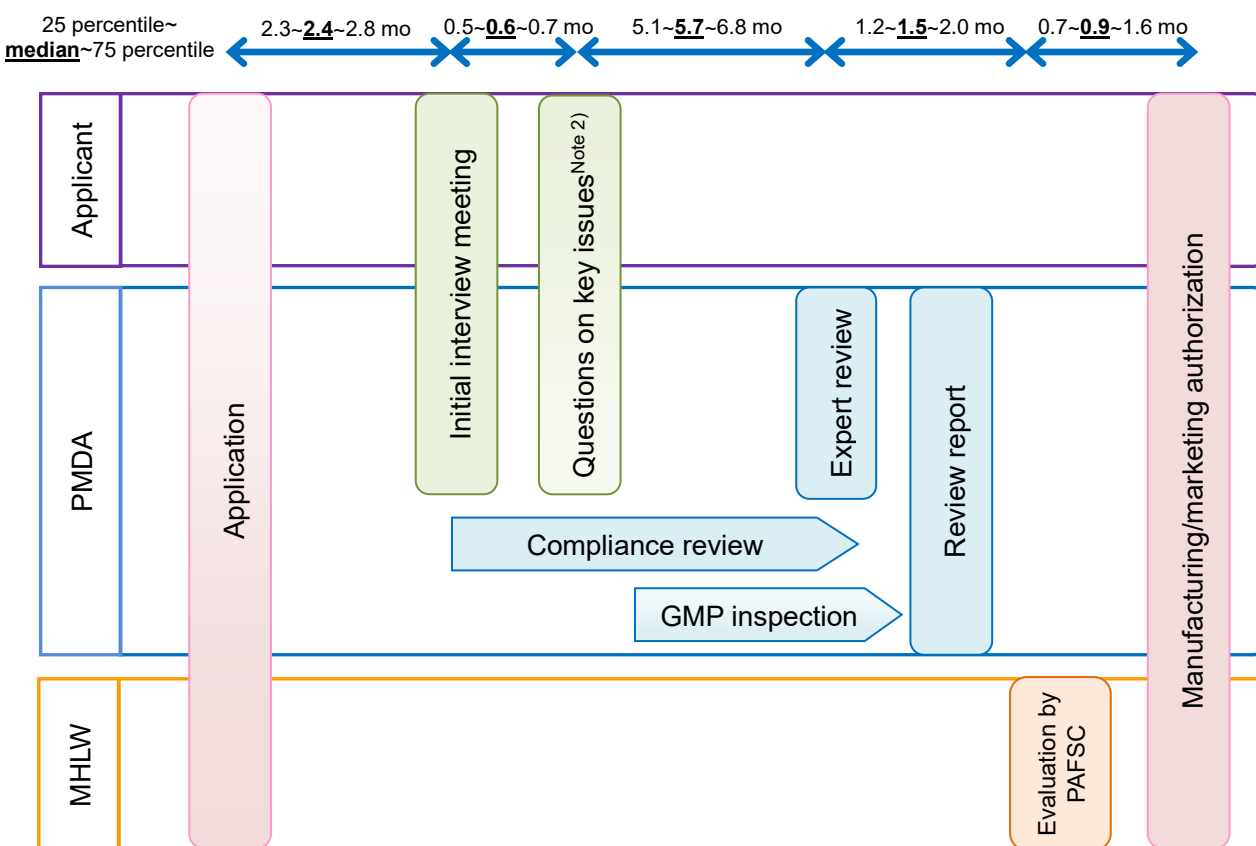 25 percentile~
median~75 percentile
2.3~2.4~2.8 mo
0.5~0.6~0.7 mo
5.1~5.7~6.8 mo
1.2~1.5~2.0 mo
0.7~0.9~1.6 mo
Applicant
PMDA
MHLW
Application
Initial interview meeting
Questions on key issuesNote 2)
Compliance review
GMP inspection
Expert review
Review report
Evaluation by
PAFSC
Manufacturing/marketing authorization